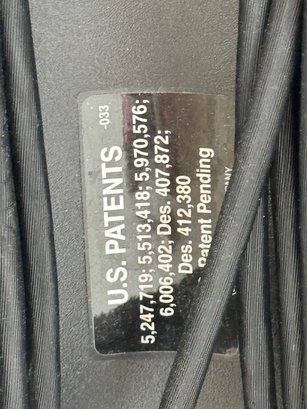 -033
U.S. PATENTS
5,247,719; 5,513,418; 5,970,576;
6,006,402; Des. 407,872;
Des. 412,380
Patent Pending